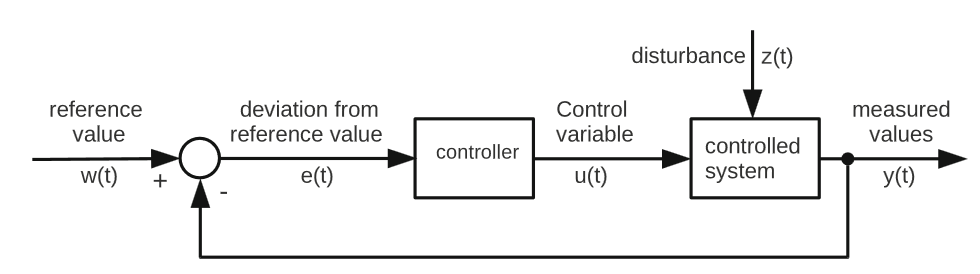 disturbance z(t)
reference
value
w(t)
+
-
deviation from
reference value
e(t)
controller
Control
variable
u(t)
controlled
system
measured
values
y(t)